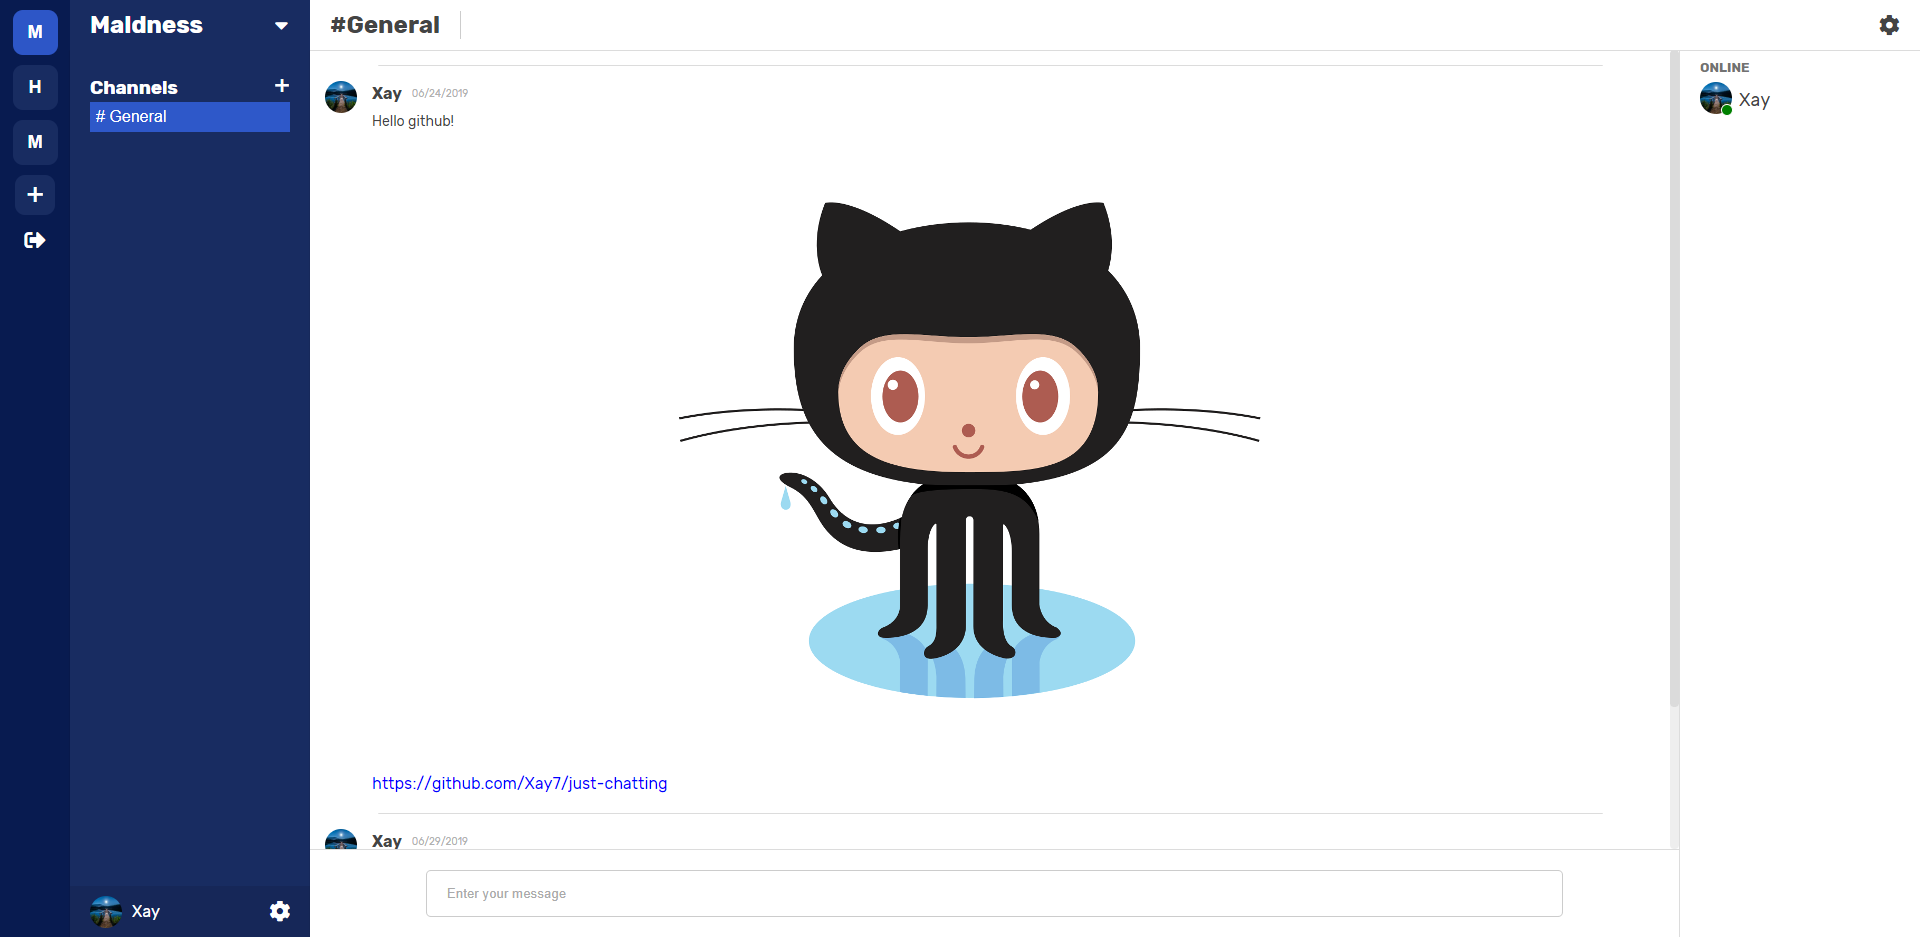 M
H
M
Maldness
Channels
# General
Xay
#General
Xay 06/24/2019
Hello github!
https://github.com/Xay7/just-chatting
Xay 06/29/2019
Enter your message
ONLINE
Xay